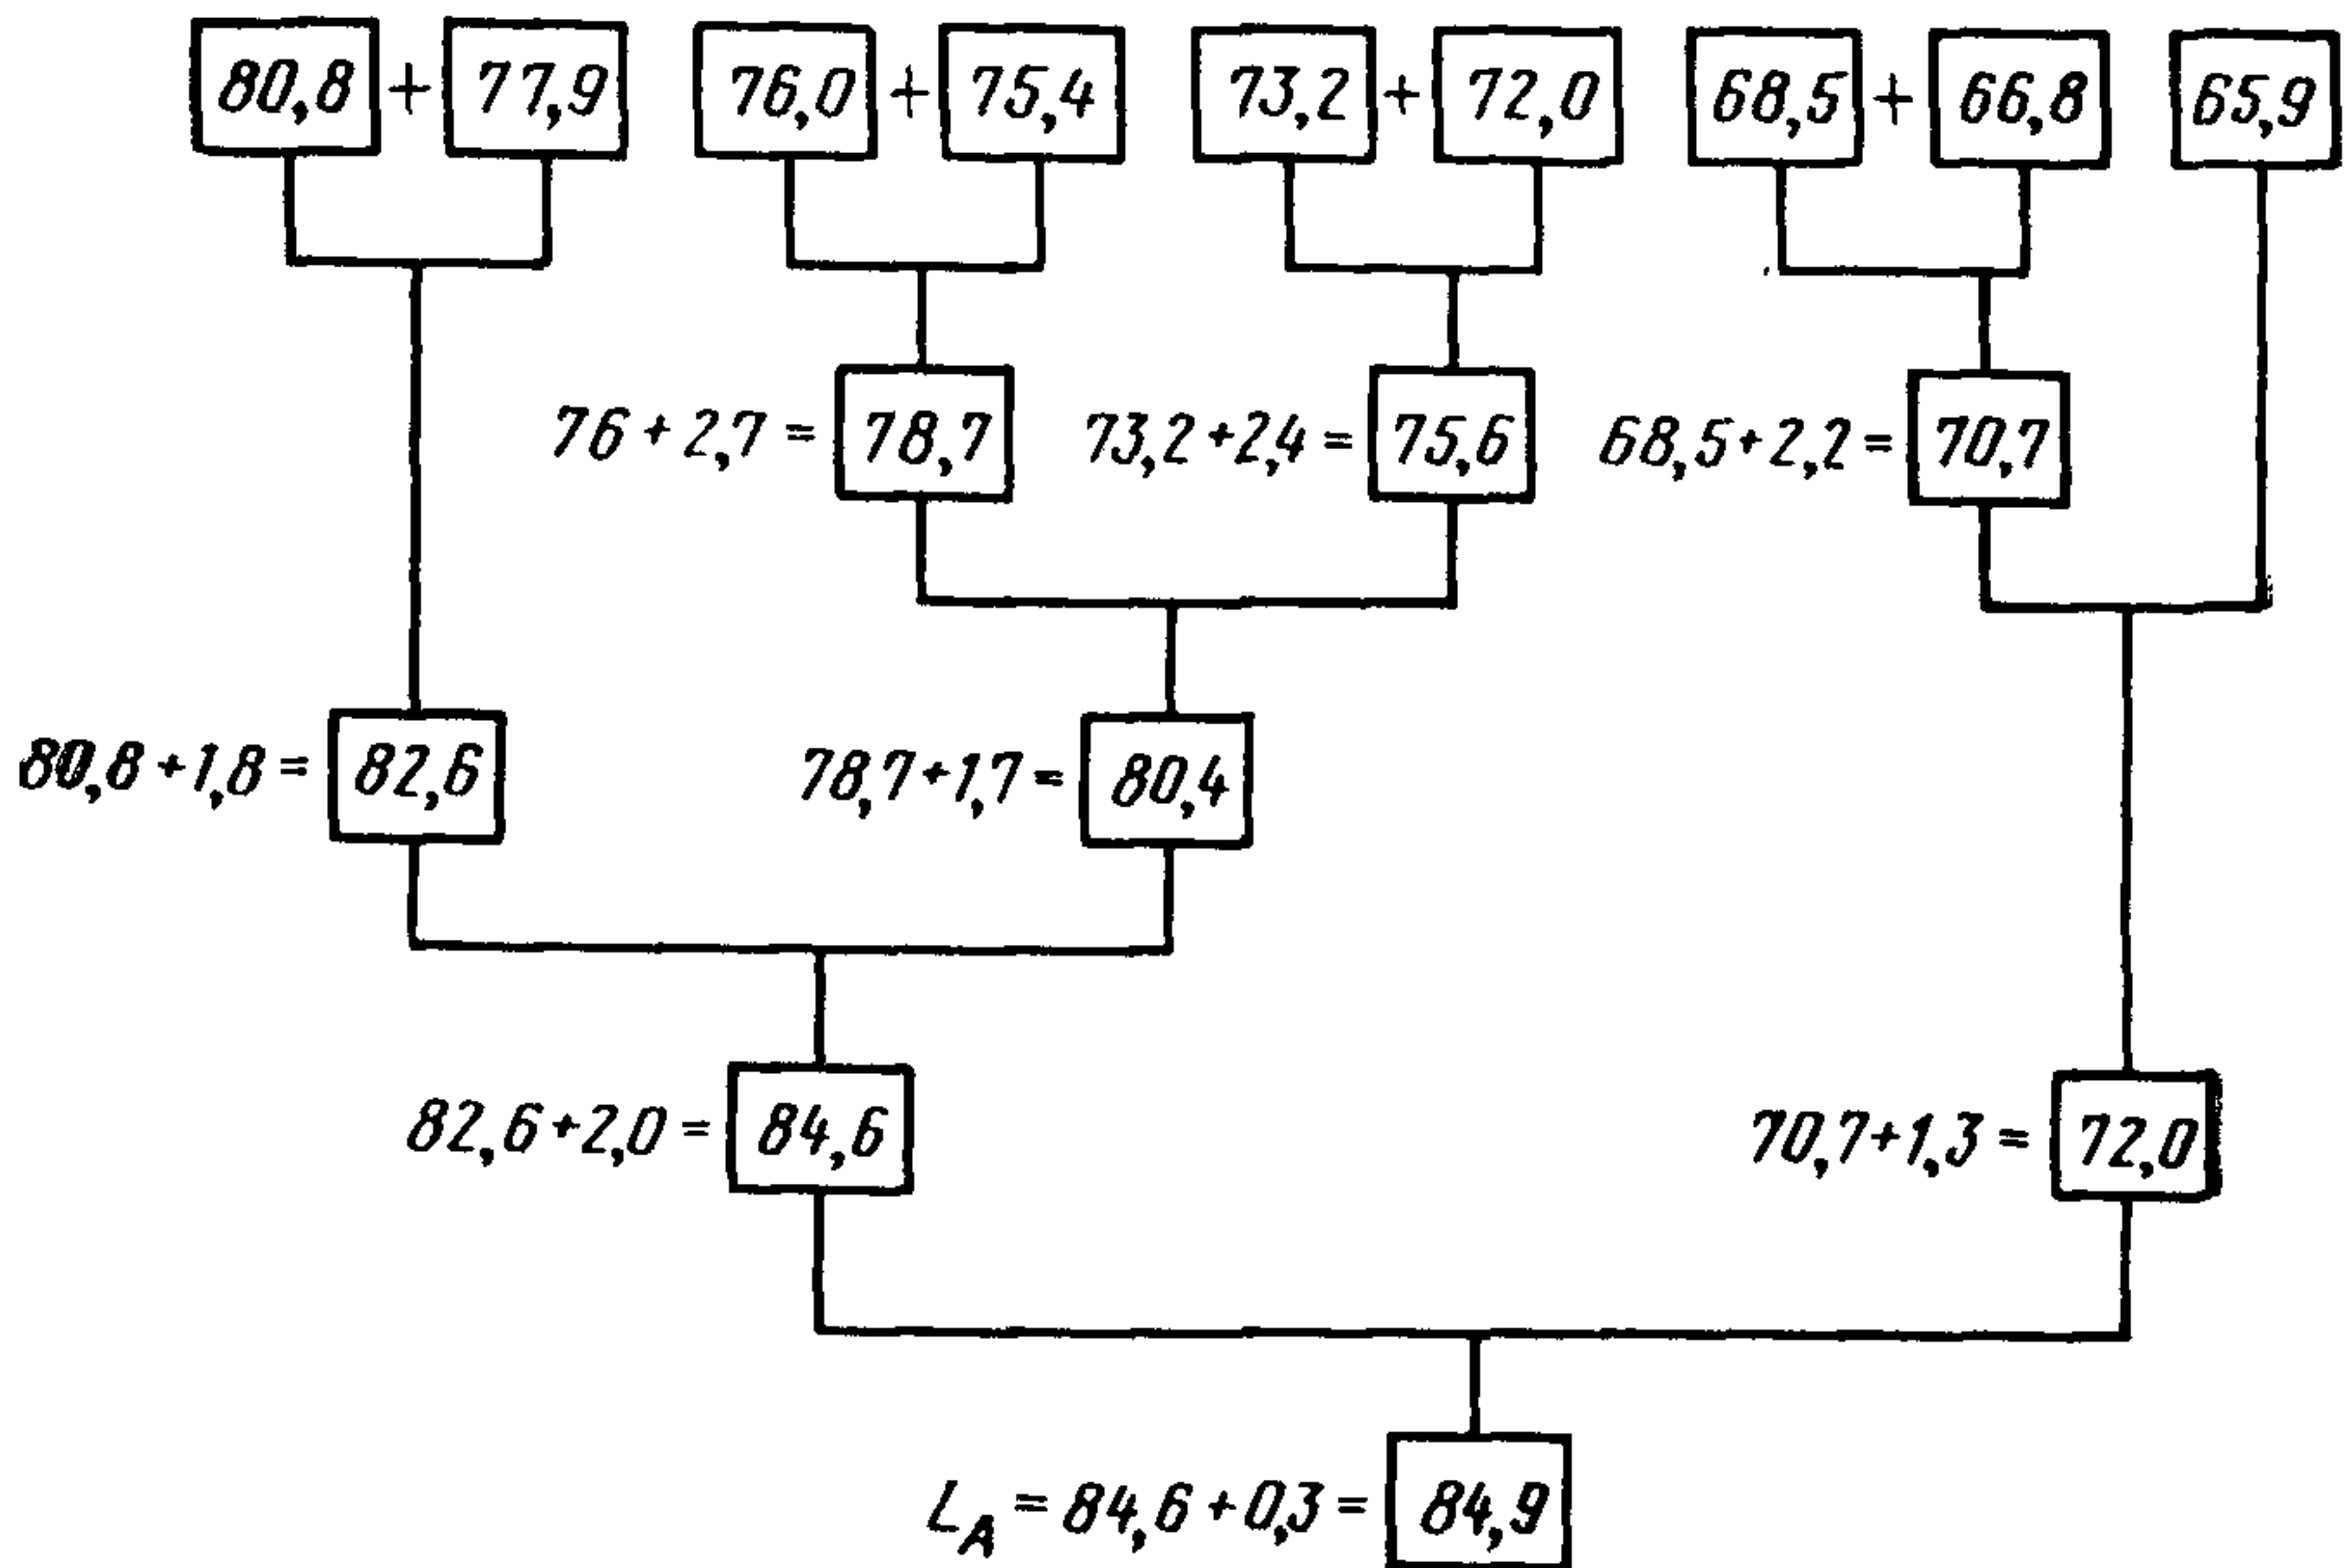 80,8 + 77,9 76,0 + 75,4 73,2 + 72,0 68,5 + 66,8 65,9
76+2,7= 78,7 73,2+2,4= 75,6 68,5+2,2= 70,7
80,8+1,8= 82,6 78,7+1,7= 80,4
82,6+2,0= 84,6 70,7+1,3= 72,0
L_A = 84,6+0,3= 84,9